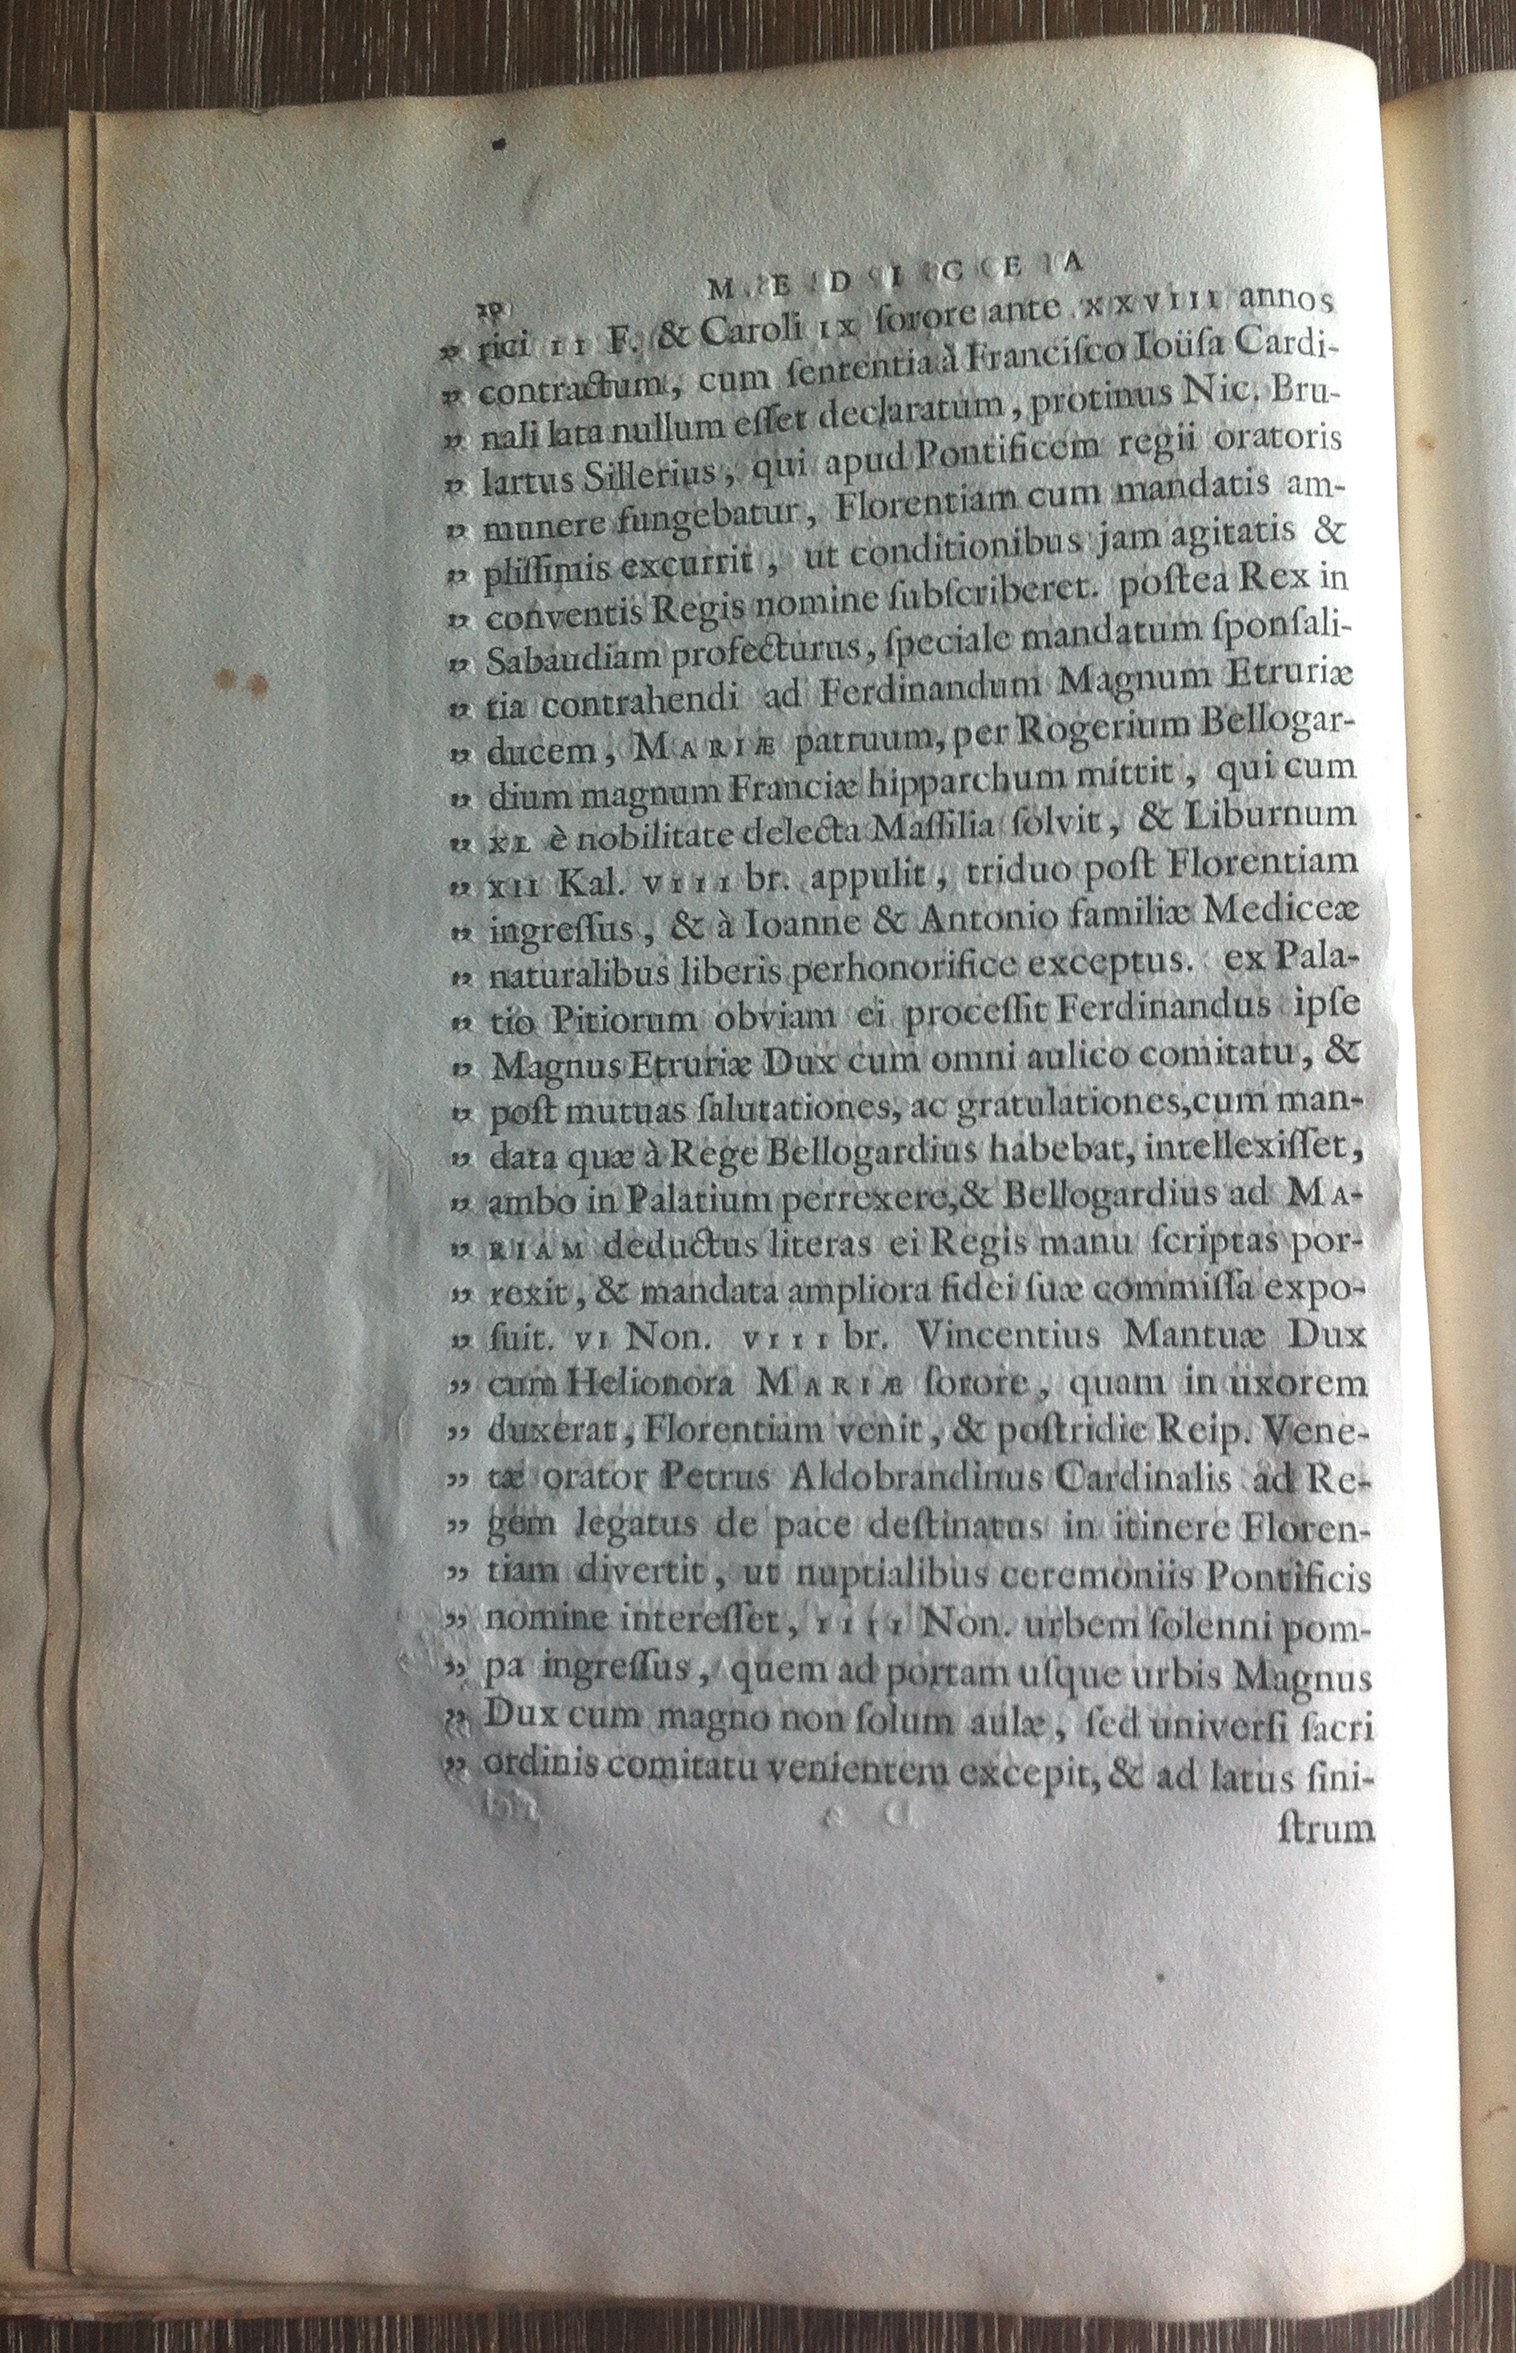 10
MEDICEA
„ rici II F. & Caroli IX ſorore ante XXVIII annos
„ contractum, cum ſententia à Franciſco Ioüſa Cardi-
„ nali lata nullum eſſet declaratum, protinus Nic. Bru-
„ lartus Sillerius, qui apud Pontificem regii oratoris
„ munere fungebatur, Florentiam cum mandatis am-
„ pliſſimis excurrit, ut conditionibus jam agitatis &
„ conventis Regis nomine ſubſcriberet. poſtea Rex in
„ Sabaudiam profecturus, ſpeciale mandatum ſponſali-
„ tia contrahendi ad Ferdinandum Magnum Etruriæ
„ ducem, MARIÆ patruum, per Rogerium Bellogar-
„ dium magnum Franciæ hipparchum mittit, qui cum
„ XL è nobilitate delecta Maſſilia ſolvit, & Liburnum
„ XII Kal. VIIIbr. appulit, triduo poſt Florentiam
„ ingreſſus, & à Ioanne & Antonio familiæ Mediceæ
„ naturalibus liberis perhonorifice exceptus. ex Pala-
„ tio Pitiorum obviam ei proceſſit Ferdinandus ipſe
„ Magnus Etruriæ Dux cum omni aulico comitatu, &
„ poſt mutuas ſalutationes, ac gratulationes, cum man-
„ data quæ à Rege Bellogardius habebat, intellexiſſet,
„ ambo in Palatium perrexere, & Bellogardius ad MA-
„ RIAM deductus literas ei Regis manu ſcriptas por-
„ rexit, & mandata ampliora fidei ſuæ commiſſa expo-
„ ſuit. VI Non. VIIIbr. Vincentius Mantuæ Dux
„ cum Helionora MARIÆ ſorore, quam in uxorem
„ duxerat, Florentiam venit, & poſtridie Reip. Vene-
„ tæ orator Petrus Aldobrandinus Cardinalis ad Re-
„ gem legatus de pace deſtinatus in itinere Floren-
„ tiam divertit, ut nuptialibus ceremoniis Pontificis
„ nomine intereſſet, IIII Non. urbem ſolenni pom-
„ pa ingreſſus, quem ad portam uſque urbis Magnus
„ Dux cum magno non ſolum aulæ, ſed univerſi ſacri
„ ordinis comitatu venientem excepit, & ad latus ſini-
ſtrum